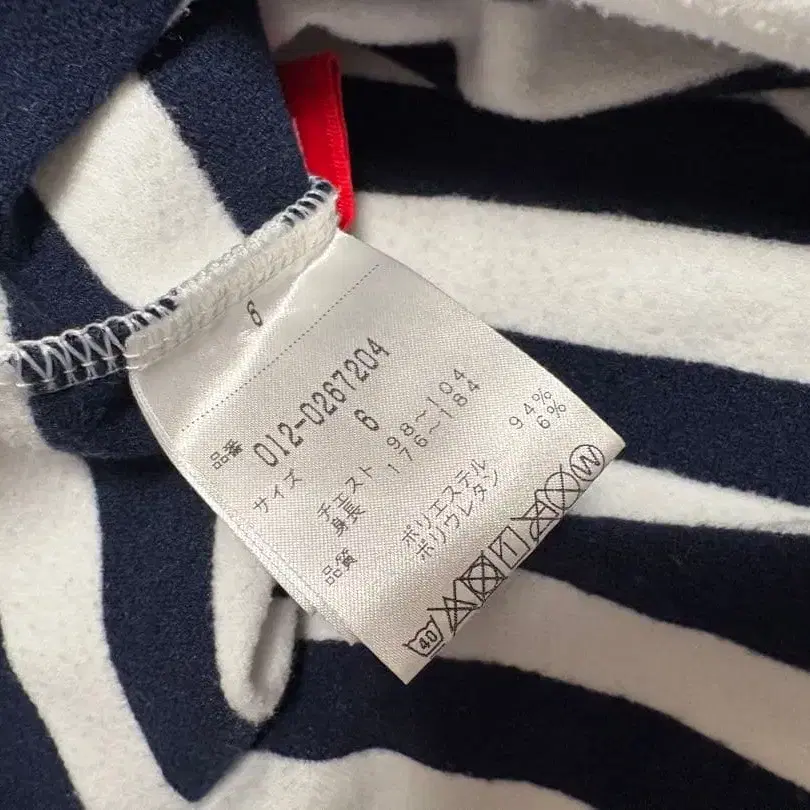 6
品番 012-0267204
サイズ 6
チェスト 98~104
身長 176~184
品質 ポリエステル 94%
ポリウレタン 6%
40 W